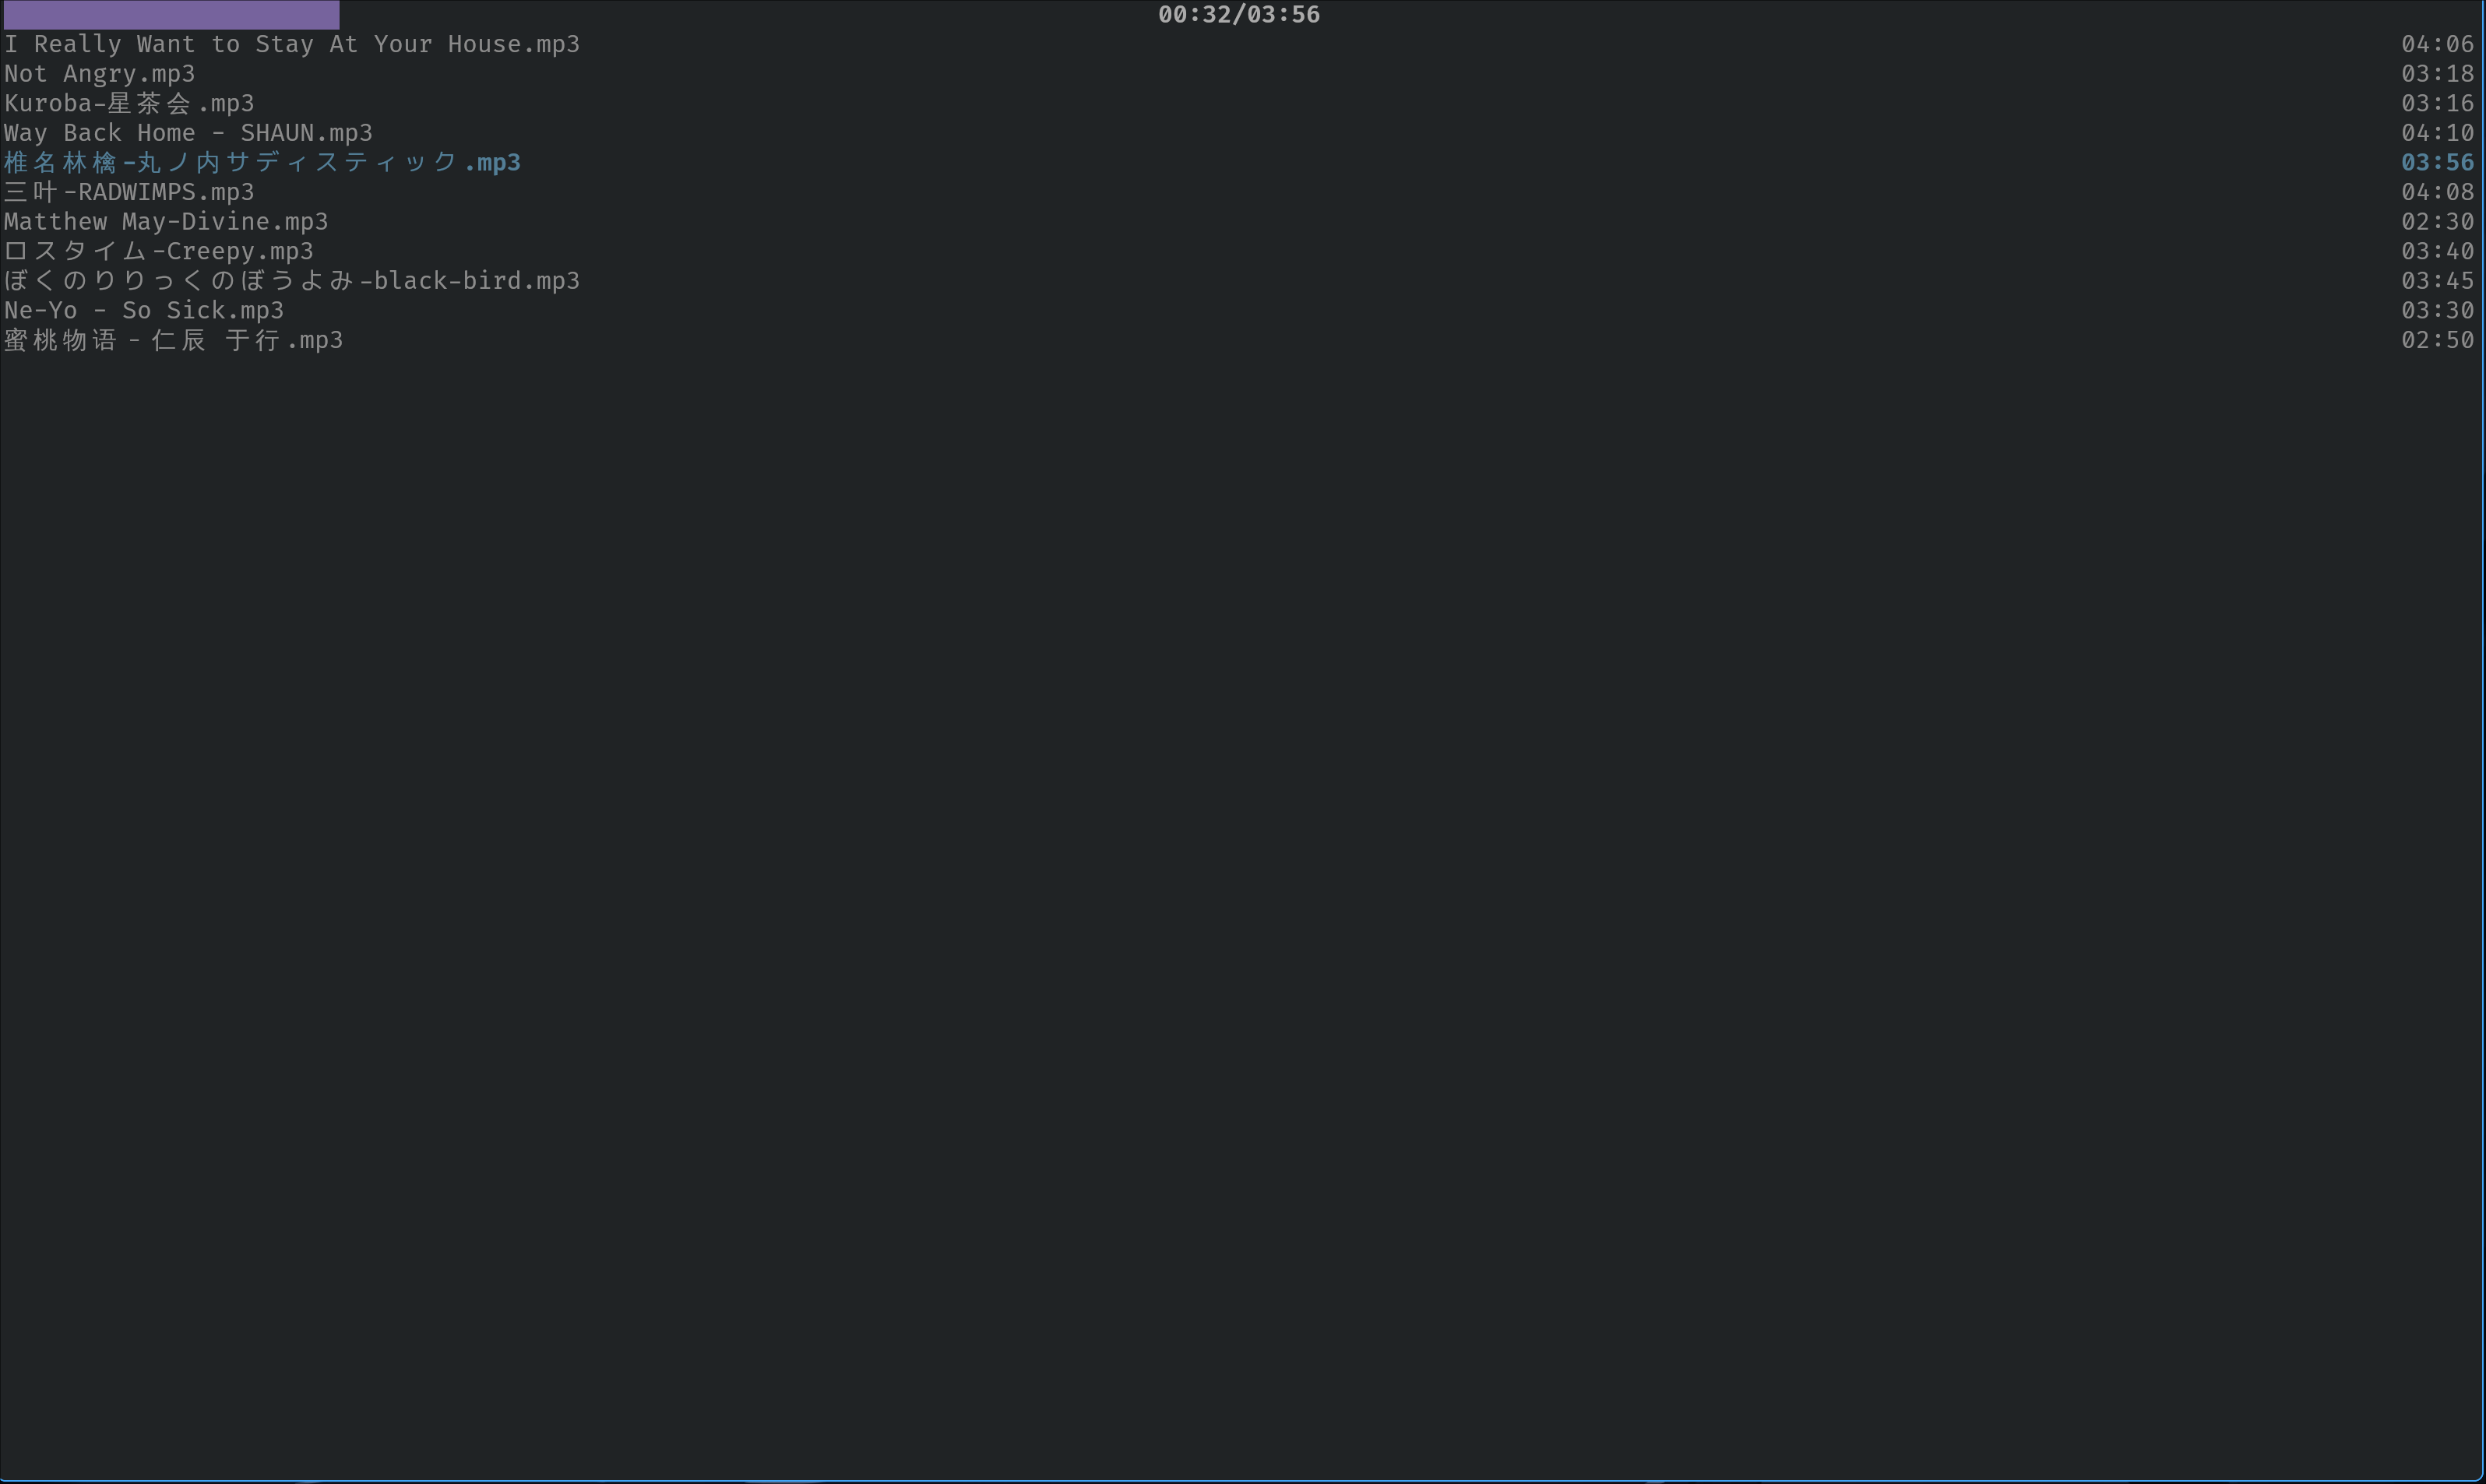 00:32/03:56
I Really Want to Stay At Your House.mp3 04:06
Not Angry.mp3 03:18
Kuroba-星茶会.mp3 03:16
Way Back Home - SHAUN.mp3 04:10
椎名林檎-丸ノ内サディスティック.mp3 03:56
三叶-RADWIMPS.mp3 04:08
Matthew May-Divine.mp3 02:30
ロスタイム-Creepy.mp3 03:40
ぼくのりりっくのぼうよみ-black-bird.mp3 03:45
Ne-Yo - So Sick.mp3 03:30
蜜桃物语 - 仁辰 于行.mp3 02:50